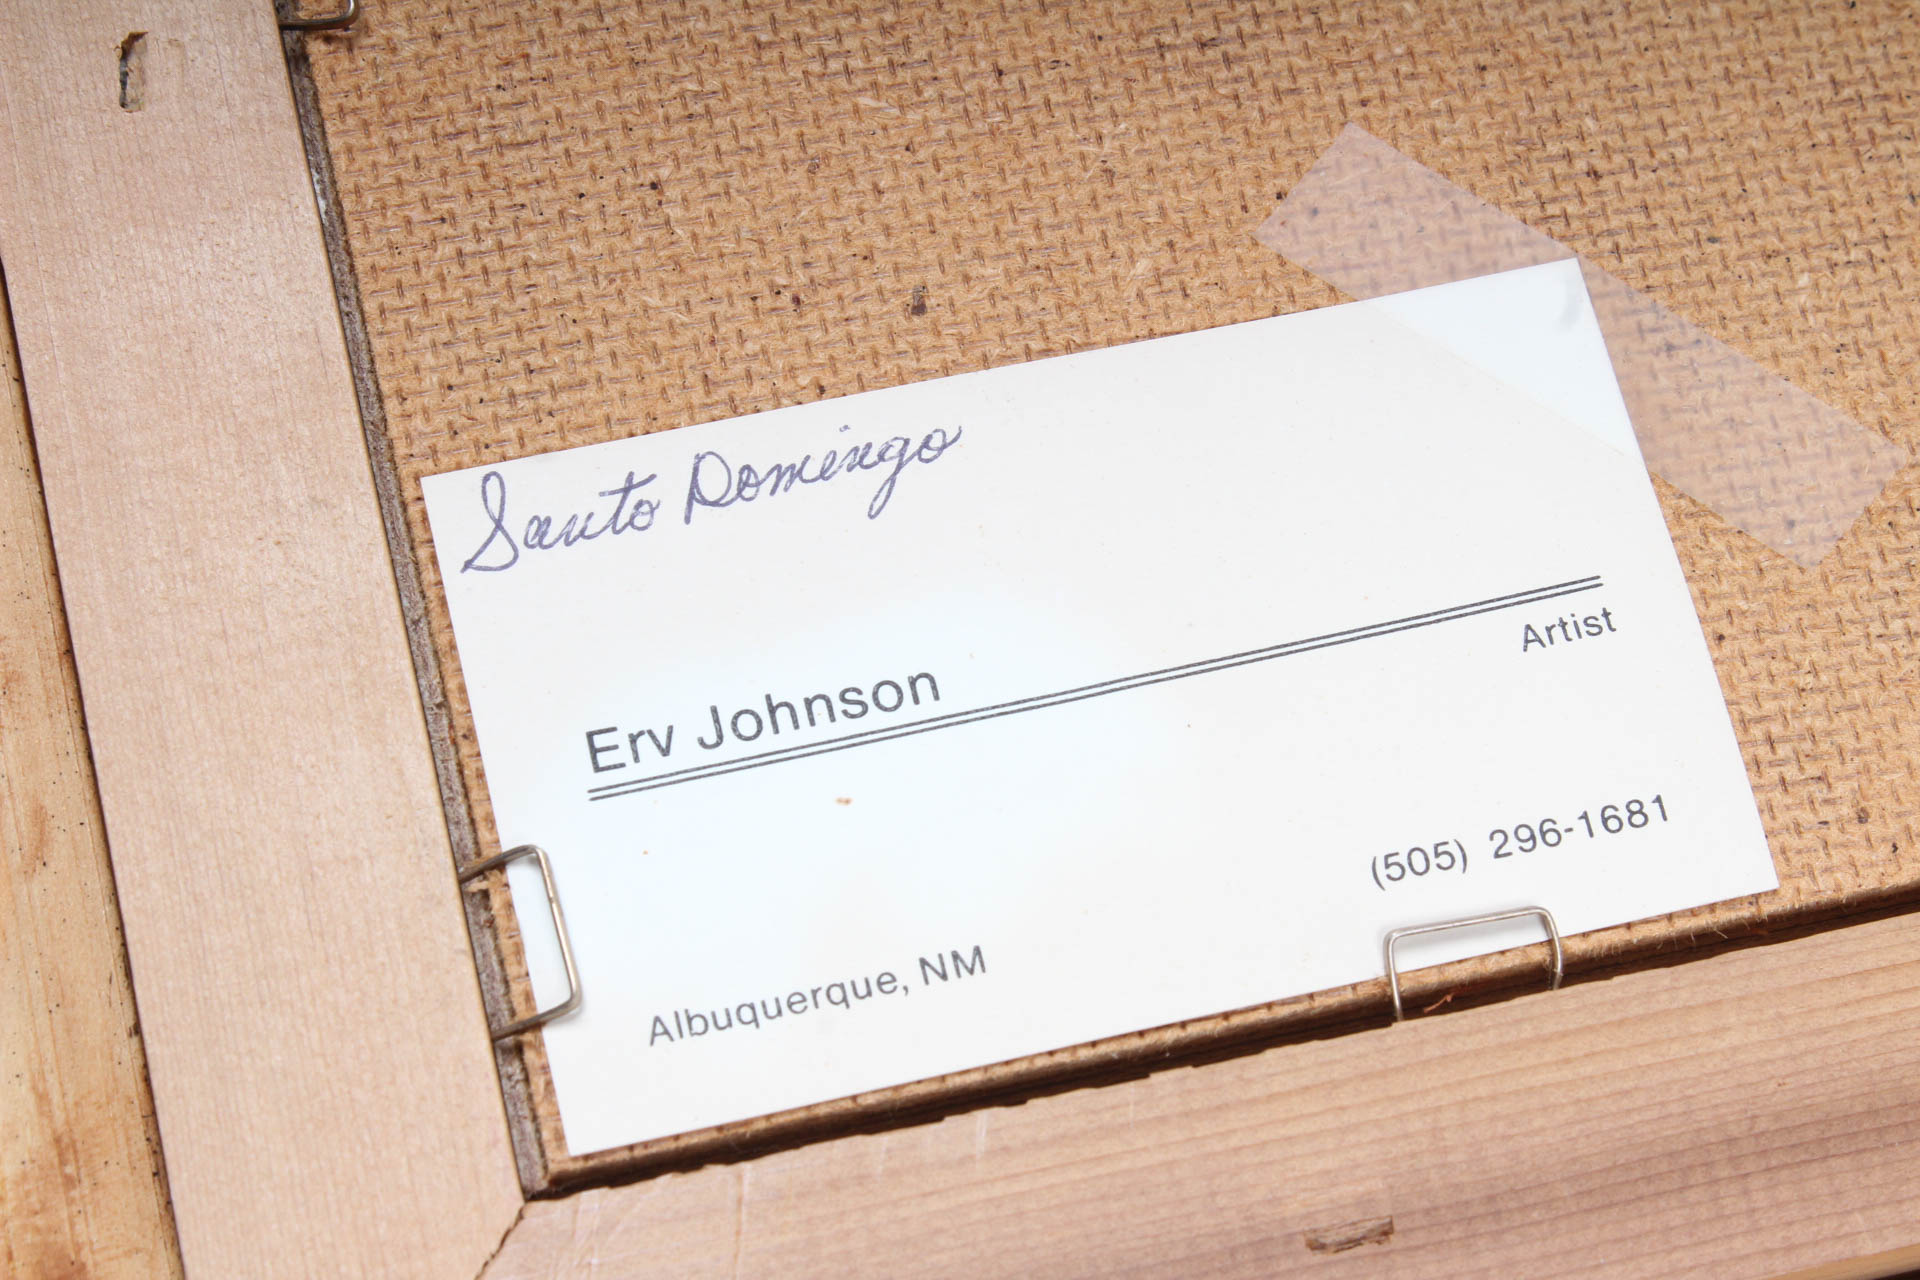 Santo Domingo
Erv Johnson
Artist
(505) 296-1681
Albuquerque, NM